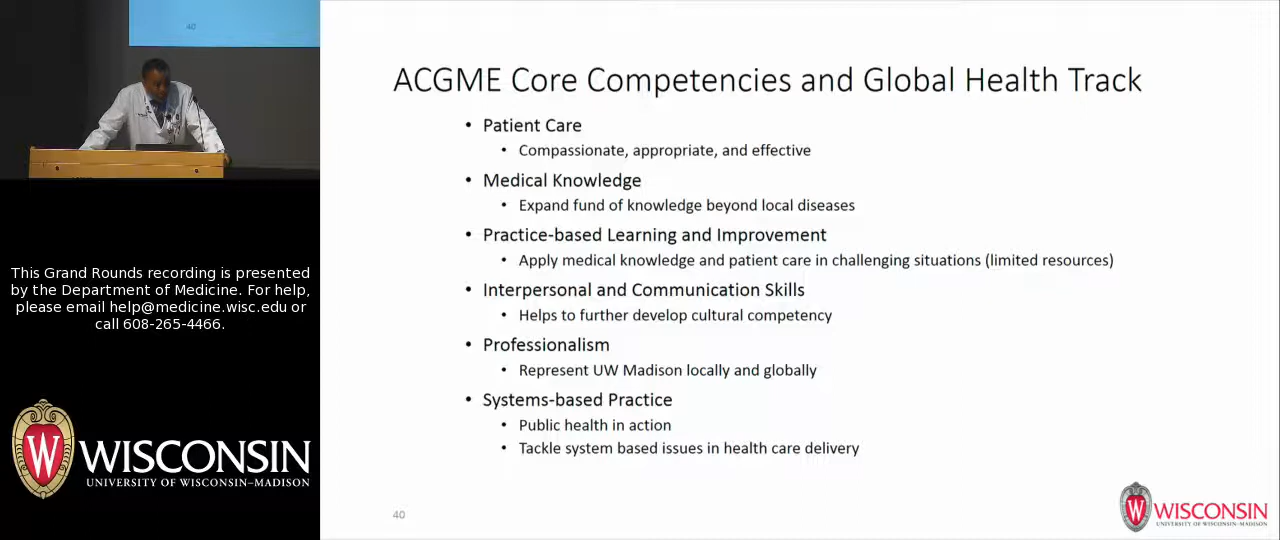 40
This Grand Rounds recording is presented
by the Department of Medicine. For help,
please email help@medicine.wisc.edu or
call 608-265-4466.
W WISCONSIN
UNIVERSITY OF WISCONSIN–MADISON
ACGME Core Competencies and Global Health Track
• Patient Care
• Compassionate, appropriate, and effective
• Medical Knowledge
• Expand fund of knowledge beyond local diseases
• Practice-based Learning and Improvement
• Apply medical knowledge and patient care in challenging situations (limited resources)
• Interpersonal and Communication Skills
• Helps to further develop cultural competency
• Professionalism
• Represent UW Madison locally and globally
• Systems-based Practice
• Public health in action
• Tackle system based issues in health care delivery
40
W WISCONSIN
UNIVERSITY OF WISCONSIN–MADISON